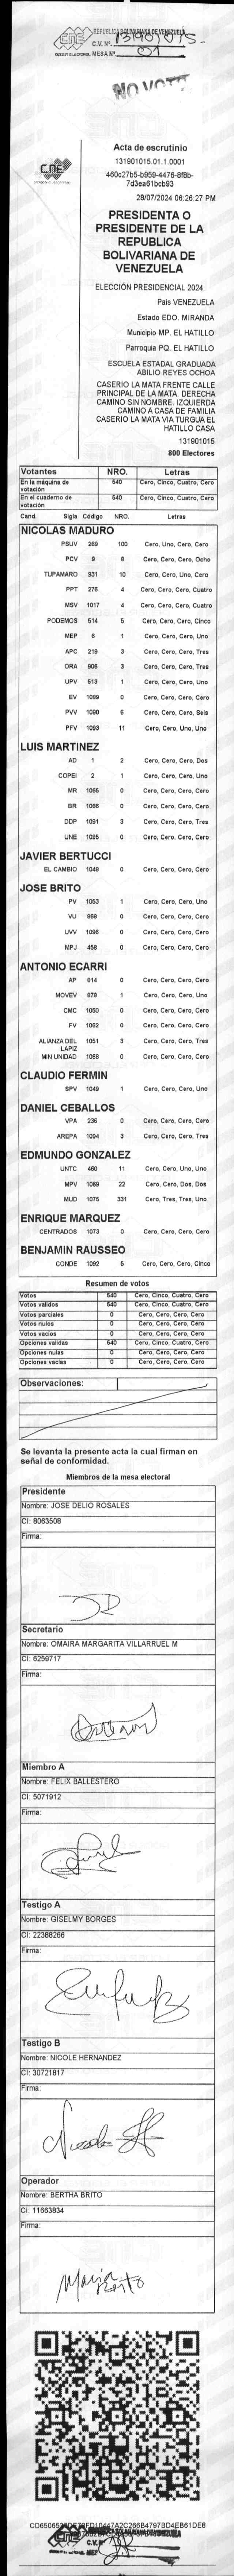 REPUBLICA BOLIVARIANA DE VENEZUELA
CNE
C.V. Nº 131901015
PODER ELECTORAL MESA Nº 01
NO VOTÓ
Acta de escrutinio
131901015.01.1.0001
460c27b5-b959-4476-8f8b-
7d3ea61bcb93
28/07/2024 06:26:27 PM
PRESIDENTA O
PRESIDENTE DE LA
REPUBLICA
BOLIVARIANA DE
VENEZUELA
ELECCIÓN PRESIDENCIAL 2024
Pais VENEZUELA
Estado EDO. MIRANDA
Municipio MP. EL HATILLO
Parroquia PQ. EL HATILLO
ESCUELA ESTADAL GRADUADA
ABILIO REYES OCHOA
CASERIO LA MATA FRENTE CALLE
PRINCIPAL DE LA MATA. DERECHA
CAMINO SIN NOMBRE. IZQUIERDA
CAMINO A CASA DE FAMILIA
CASERIO LA MATA VIA TURGUA EL
HATILLO CASA
131901015
800 Electores
Votantes NRO. Letras
En la máquina de votación 540 Cero, Cinco, Cuatro, Cero
En el cuaderno de votación 540 Cero, Cinco, Cuatro, Cero
Cand. Sigla Código NRO. Letras
NICOLAS MADURO
PSUV 269 100 Cero, Uno, Cero, Cero
PCV 9 8 Cero, Cero, Cero, Ocho
TUPAMARO 931 10 Cero, Cero, Uno, Cero
PPT 276 4 Cero, Cero, Cero, Cuatro
MSV 1017 4 Cero, Cero, Cero, Cuatro
PODEMOS 514 5 Cero, Cero, Cero, Cinco
MEP 6 1 Cero, Cero, Cero, Uno
APC 219 3 Cero, Cero, Cero, Tres
ORA 906 3 Cero, Cero, Cero, Tres
UPV 613 1 Cero, Cero, Cero, Uno
EV 1089 0 Cero, Cero, Cero, Cero
PVV 1090 6 Cero, Cero, Cero, Seis
PFV 1093 11 Cero, Cero, Uno, Uno
LUIS MARTINEZ
AD 1 2 Cero, Cero, Cero, Dos
COPEI 2 1 Cero, Cero, Cero, Uno
MR 1065 0 Cero, Cero, Cero, Cero
BR 1066 0 Cero, Cero, Cero, Cero
DDP 1091 3 Cero, Cero, Cero, Tres
UNE 1095 0 Cero, Cero, Cero, Cero
JAVIER BERTUCCI
EL CAMBIO 1048 0 Cero, Cero, Cero, Cero
JOSE BRITO
PV 1053 1 Cero, Cero, Cero, Uno
VU 969 0 Cero, Cero, Cero, Cero
UVV 1096 0 Cero, Cero, Cero, Cero
MPJ 458 0 Cero, Cero, Cero, Cero
ANTONIO ECARRI
AP 814 0 Cero, Cero, Cero, Cero
MOVEV 978 1 Cero, Cero, Cero, Uno
CMC 1050 0 Cero, Cero, Cero, Cero
FV 1062 0 Cero, Cero, Cero, Cero
ALIANZA DEL LAPIZ 1051 3 Cero, Cero, Cero, Tres
MIN UNIDAD 1068 0 Cero, Cero, Cero, Cero
CLAUDIO FERMIN
SPV 1049 1 Cero, Cero, Cero, Uno
DANIEL CEBALLOS
VPA 236 0 Cero, Cero, Cero, Cero
AREPA 1094 3 Cero, Cero, Cero, Tres
EDMUNDO GONZALEZ
UNTC 460 11 Cero, Cero, Uno, Uno
MPV 1069 22 Cero, Cero, Dos, Dos
MUD 1075 331 Cero, Tres, Tres, Uno
ENRIQUE MARQUEZ
CENTRADOS 1073 0 Cero, Cero, Cero, Cero
BENJAMIN RAUSSEO
CONDE 1092 5 Cero, Cero, Cero, Cinco
Resumen de votos
Votos 540 Cero, Cinco, Cuatro, Cero
Votos validos 540 Cero, Cinco, Cuatro, Cero
Votos parciales 0 Cero, Cero, Cero, Cero
Votos nulos 0 Cero, Cero, Cero, Cero
Votos vacios 0 Cero, Cero, Cero, Cero
Opciones validas 540 Cero, Cinco, Cuatro, Cero
Opciones nulas 0 Cero, Cero, Cero, Cero
Opciones vacias 0 Cero, Cero, Cero, Cero
Observaciones:
Se levanta la presente acta la cual firman en
señal de conformidad.
Miembros de la mesa electoral
Presidente
Nombre: JOSE DELIO ROSALES
CI: 8063508
Firma:
Secretario
Nombre: OMAIRA MARGARITA VILLARRUEL M
CI: 6259717
Firma:
Miembro A
Nombre: FELIX BALLESTERO
CI: 5071912
Firma:
Testigo A
Nombre: GISELMY BORGES
CI: 22388266
Firma:
Testigo B
Nombre: NICOLE HERNANDEZ
CI: 30721817
Firma:
Nicole H
Operador
Nombre: BERTHA BRITO
CI: 11663834
Firma:
Maria Brito
CNE
C.V. Nº
MESA